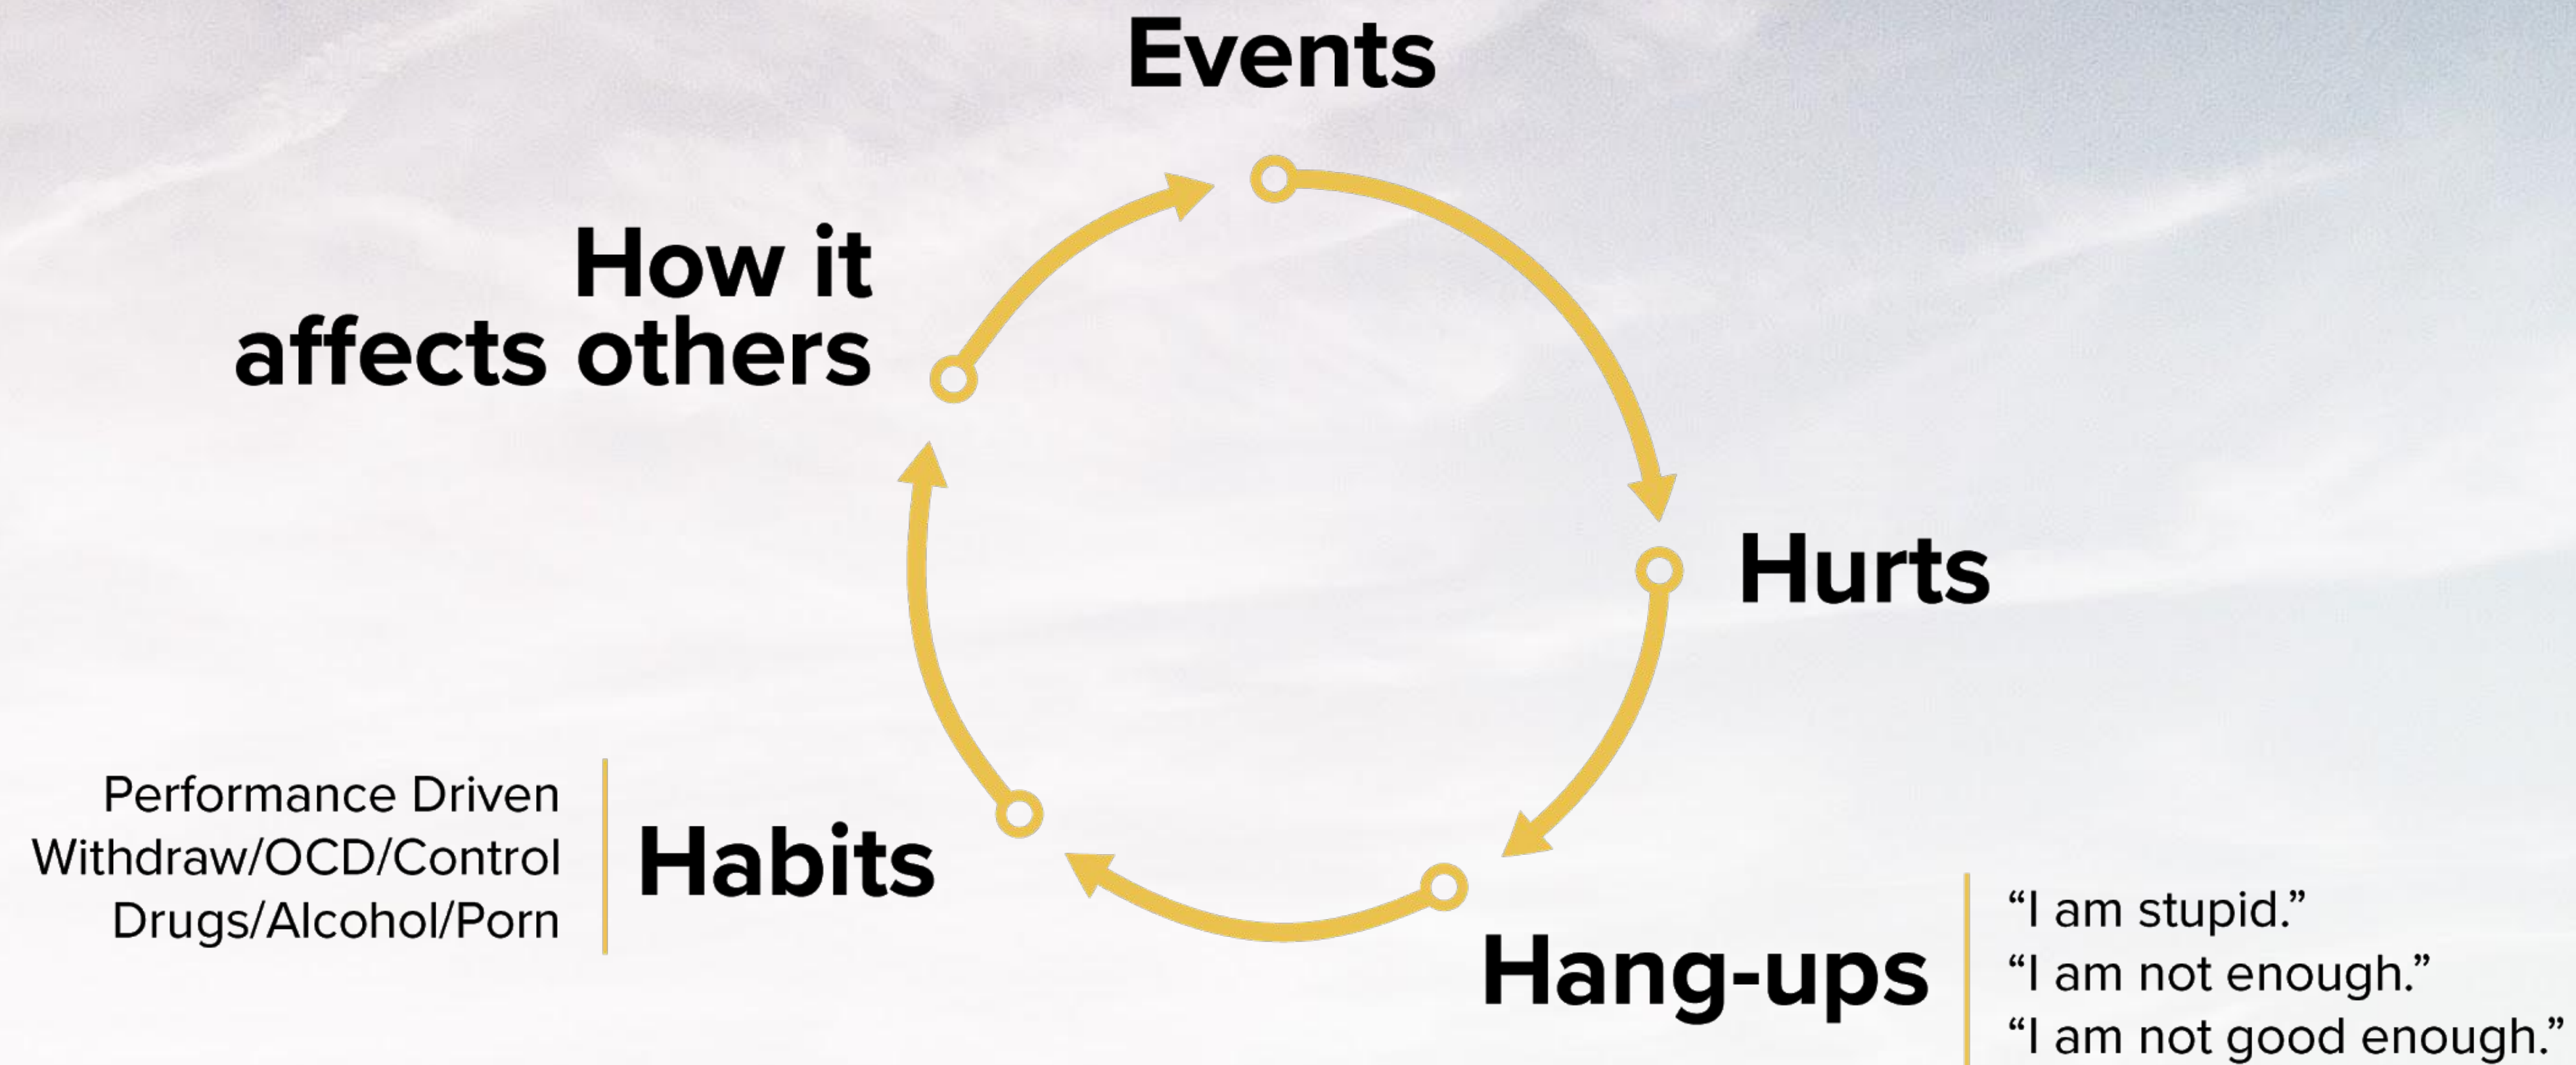 Events
How it
affects others
Hurts
Performance Driven
Withdraw/OCD/Control
Drugs/Alcohol/Porn
Habits
Hang-ups
“I am stupid.”
“I am not enough.”
“I am not good enough.”